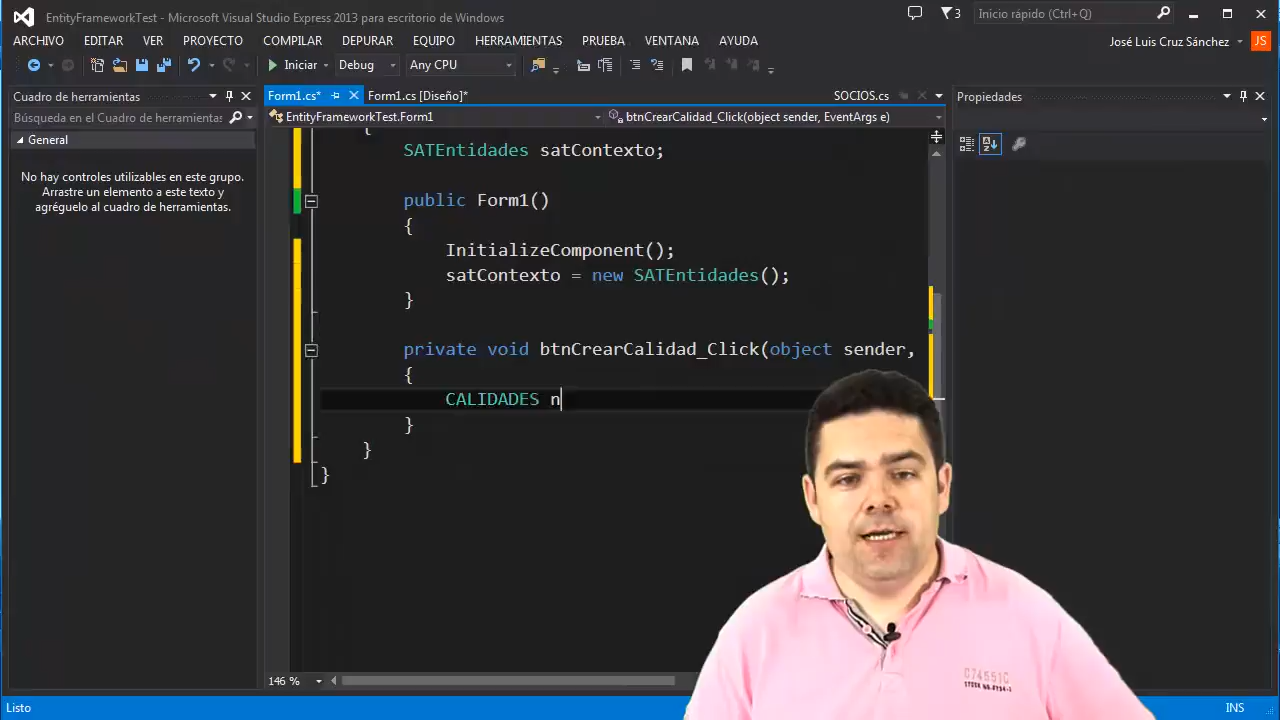 EntityFrameworkTest - Microsoft Visual Studio Express 2013 para escritorio de Windows
3
Inicio rápido (Ctrl+Q)
ARCHIVO EDITAR VER PROYECTO COMPILAR DEPURAR EQUIPO HERRAMIENTAS PRUEBA VENTANA AYUDA
José Luis Cruz Sánchez JS
Iniciar Debug Any CPU
Cuadro de herramientas
Form1.cs* Form1.cs [Diseño]* SOCIOS.cs
Propiedades
Búsqueda en el Cuadro de herramientas
EntityFrameworkTest.Form1 btnCrearCalidad_Click(object sender, EventArgs e)
General
No hay controles utilizables en este grupo.
Arrastre un elemento a este texto y
agréguelo al cuadro de herramientas.
{
SATEntidades satContexto;
public Form1()
{
InitializeComponent();
satContexto = new SATEntidades();
}
private void btnCrearCalidad_Click(object sender,
{
CALIDADES n
}
}
}
146 %
Listo INS